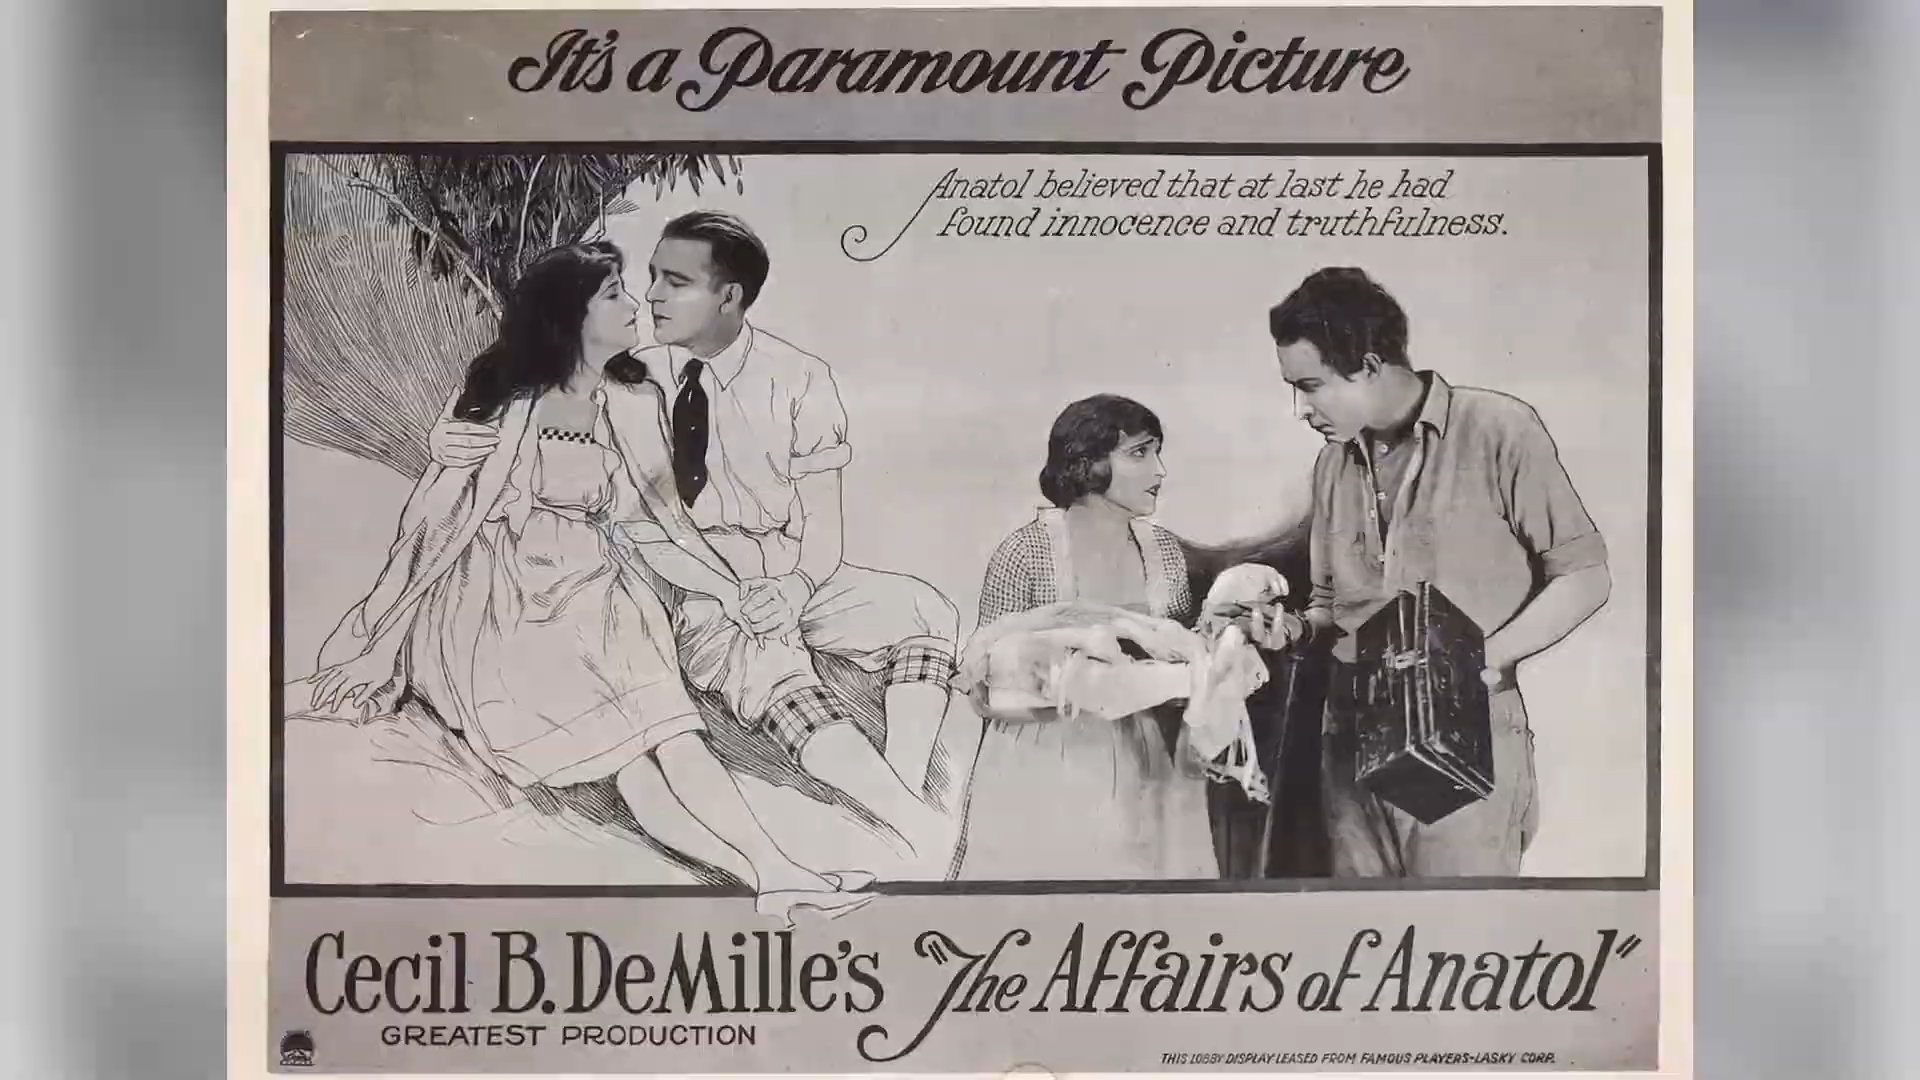 It's a Paramount Picture
Anatol believed that at last he had
found innocence and truthfulness.
Cecil B. DeMille's "The Affairs of Anatol"
GREATEST PRODUCTION
THIS LOBBY DISPLAY LEASED FROM FAMOUS PLAYERS-LASKY CORP.